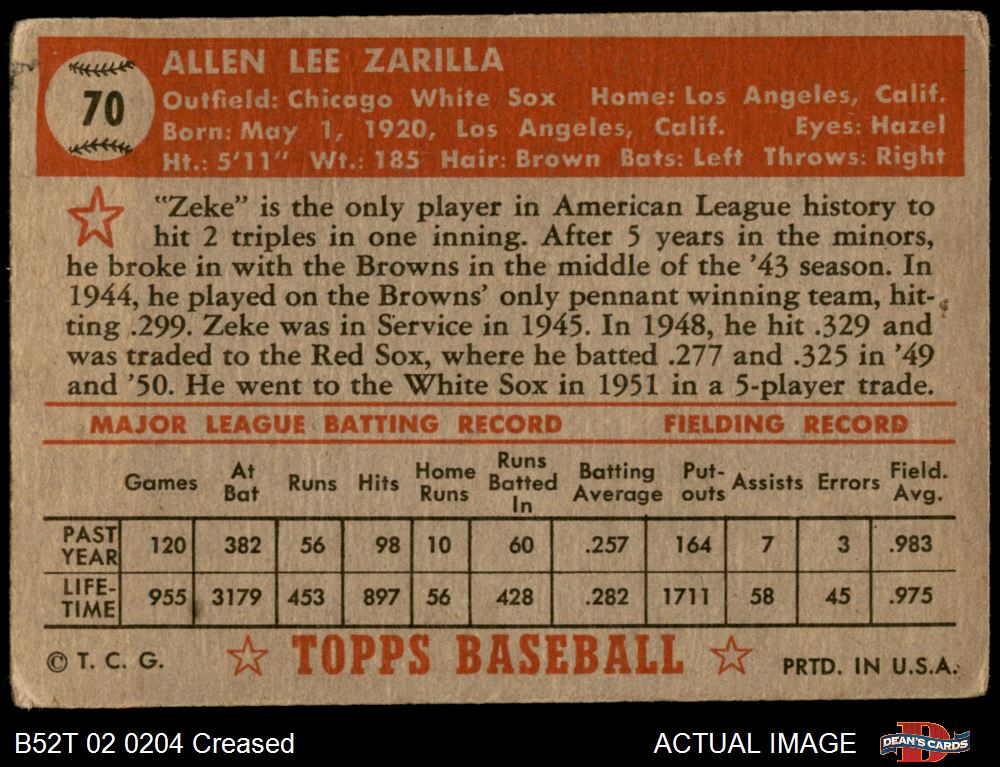 70
ALLEN LEE ZARILLA
Outfield: Chicago White Sox Home: Los Angeles, Calif.
Born: May 1, 1920, Los Angeles, Calif. Eyes: Hazel
Ht.: 5'11" Wt.: 185 Hair: Brown Bats: Left Throws: Right
"Zeke" is the only player in American League history to
hit 2 triples in one inning. After 5 years in the minors,
he broke in with the Browns in the middle of the '43 season. In
1944, he played on the Browns' only pennant winning team, hit-
ting .299. Zeke was in Service in 1945. In 1948, he hit .329 and
was traded to the Red Sox, where he batted .277 and .325 in '49
and '50. He went to the White Sox in 1951 in a 5-player trade.
MAJOR LEAGUE BATTING RECORD FIELDING RECORD
Games At Bat Runs Hits Home Runs Runs Batted In Batting Average Put-outs Assists Errors Field. Avg.
PAST YEAR 120 382 56 98 10 60 .257 164 7 3 .983
LIFE-TIME 955 3179 453 897 56 428 .282 1711 58 45 .975
© T. C. G. TOPPS BASEBALL PRTD. IN U.S.A.
B52T 02 0204 Creased ACTUAL IMAGE D DEAN'S CARDS